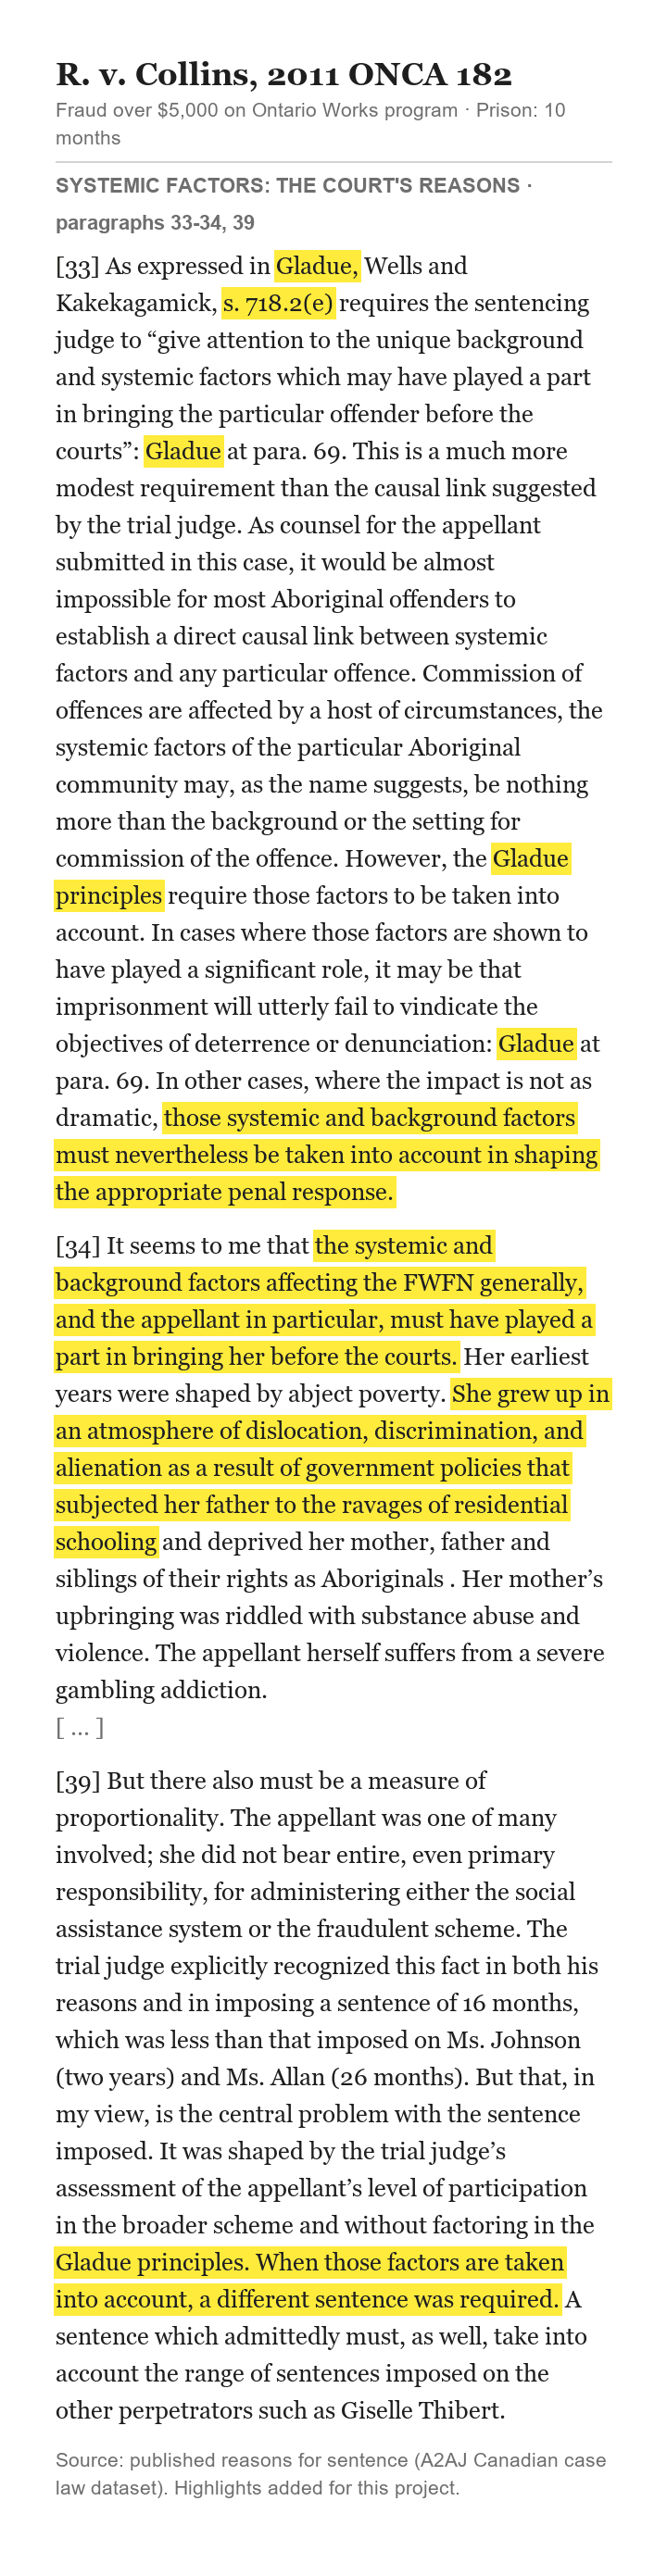 R. v. Collins, 2011 ONCA 182
Fraud over $5,000 on Ontario Works program · Prison: 10
months
SYSTEMIC FACTORS: THE COURT'S REASONS ·
paragraphs 33-34, 39
[33] As expressed in Gladue, Wells and
Kakekagamick, s. 718.2(e) requires the sentencing
judge to “give attention to the unique background
and systemic factors which may have played a part
in bringing the particular offender before the
courts”: Gladue at para. 69. This is a much more
modest requirement than the causal link suggested
by the trial judge. As counsel for the appellant
submitted in this case, it would be almost
impossible for most Aboriginal offenders to
establish a direct causal link between systemic
factors and any particular offence. Commission of
offences are affected by a host of circumstances, the
systemic factors of the particular Aboriginal
community may, as the name suggests, be nothing
more than the background or the setting for
commission of the offence. However, the Gladue
principles require those factors to be taken into
account. In cases where those factors are shown to
have played a significant role, it may be that
imprisonment will utterly fail to vindicate the
objectives of deterrence or denunciation: Gladue at
para. 69. In other cases, where the impact is not as
dramatic, those systemic and background factors
must nevertheless be taken into account in shaping
the appropriate penal response.
[34] It seems to me that the systemic and
background factors affecting the FWFN generally,
and the appellant in particular, must have played a
part in bringing her before the courts. Her earliest
years were shaped by abject poverty. She grew up in
an atmosphere of dislocation, discrimination, and
alienation as a result of government policies that
subjected her father to the ravages of residential
schooling and deprived her mother, father and
siblings of their rights as Aboriginals . Her mother’s
upbringing was riddled with substance abuse and
violence. The appellant herself suffers from a severe
gambling addiction.
[ ... ]
[39] But there also must be a measure of
proportionality. The appellant was one of many
involved; she did not bear entire, even primary
responsibility, for administering either the social
assistance system or the fraudulent scheme. The
trial judge explicitly recognized this fact in both his
reasons and in imposing a sentence of 16 months,
which was less than that imposed on Ms. Johnson
(two years) and Ms. Allan (26 months). But that, in
my view, is the central problem with the sentence
imposed. It was shaped by the trial judge’s
assessment of the appellant’s level of participation
in the broader scheme and without factoring in the
Gladue principles. When those factors are taken
into account, a different sentence was required. A
sentence which admittedly must, as well, take into
account the range of sentences imposed on the
other perpetrators such as Giselle Thibert.
Source: published reasons for sentence (A2AJ Canadian case
law dataset). Highlights added for this project.